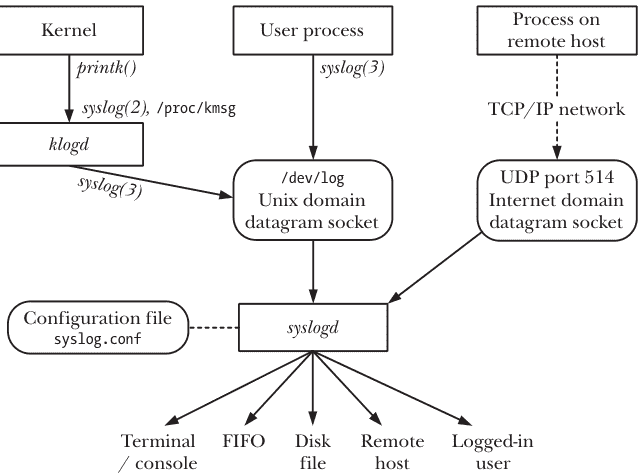 Kernel
User process
Process on
remote host
printk()
syslog(3)
syslog(2), /proc/kmsg
TCP/IP network
klogd
syslog(3)
/dev/log
Unix domain
datagram socket
UDP port 514
Internet domain
datagram socket
Configuration file
syslog.conf
syslogd
Terminal
/ console
FIFO
Disk
file
Remote
host
Logged-in
user